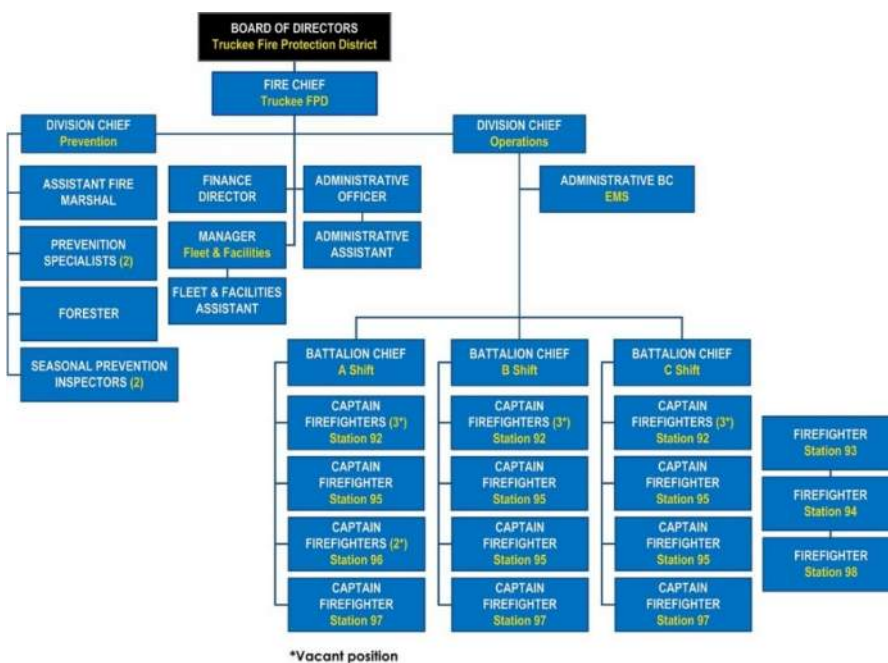 BOARD OF DIRECTORS
Truckee Fire Protection District
FIRE CHIEF
Truckee FPD
DIVISION CHIEF
Prevention
DIVISION CHIEF
Operations
ASSISTANT FIRE
MARSHAL
FINANCE
DIRECTOR
ADMINISTRATIVE
OFFICER
ADMINISTRATIVE BC
EMS
PREVENTION
SPECIALISTS (2)
MANAGER
Fleet & Facilities
ADMINISTRATIVE
ASSISTANT
FORESTER
FLEET & FACILITIES
ASSISTANT
SEASONAL PREVENTION
INSPECTORS (2)
BATTALION CHIEF
A Shift
CAPTAIN
FIREFIGHTERS (3*)
Station 92
CAPTAIN
FIREFIGHTER
Station 95
CAPTAIN
FIREFIGHTERS (2*)
Station 96
CAPTAIN
FIREFIGHTER
Station 97
BATTALION CHIEF
B Shift
CAPTAIN
FIREFIGHTERS (3*)
Station 92
CAPTAIN
FIREFIGHTER
Station 95
CAPTAIN
FIREFIGHTER
Station 95
CAPTAIN
FIREFIGHTER
Station 97
BATTALION CHIEF
C Shift
CAPTAIN
FIREFIGHTERS (3*)
Station 92
CAPTAIN
FIREFIGHTER
Station 95
CAPTAIN
FIREFIGHTER
Station 95
CAPTAIN
FIREFIGHTER
Station 97
FIREFIGHTER
Station 93
FIREFIGHTER
Station 94
FIREFIGHTER
Station 98
*Vacant position